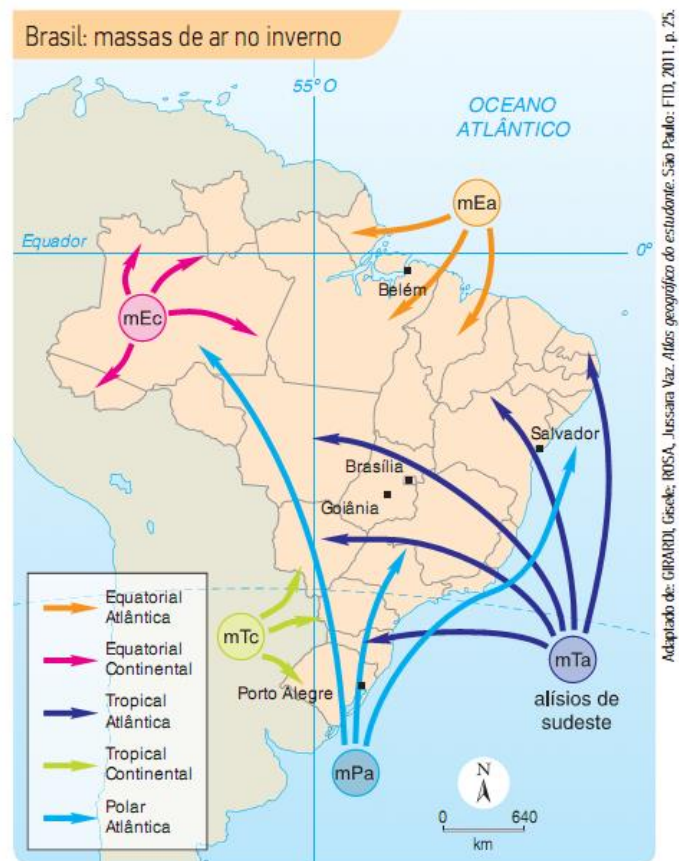 Brasil: massas de ar no inverno
55° O
OCEANO
ATLÂNTICO
mEa
Equador
0°
Belém
mEc
Salvador
Brasília
Goiânia
Equatorial
Atlântica
Equatorial
Continental
Tropical
Atlântica
Tropical
Continental
Polar
Atlântica
mTc
Porto Alegre
mTa
alísios de
sudeste
mPa
N
0 640
km
Adaptado de: GIRARDI, Gisele; ROSA, Jussara Vaz. Atlas geográfico do estudante. São Paulo: FTD, 2011. p. 25.